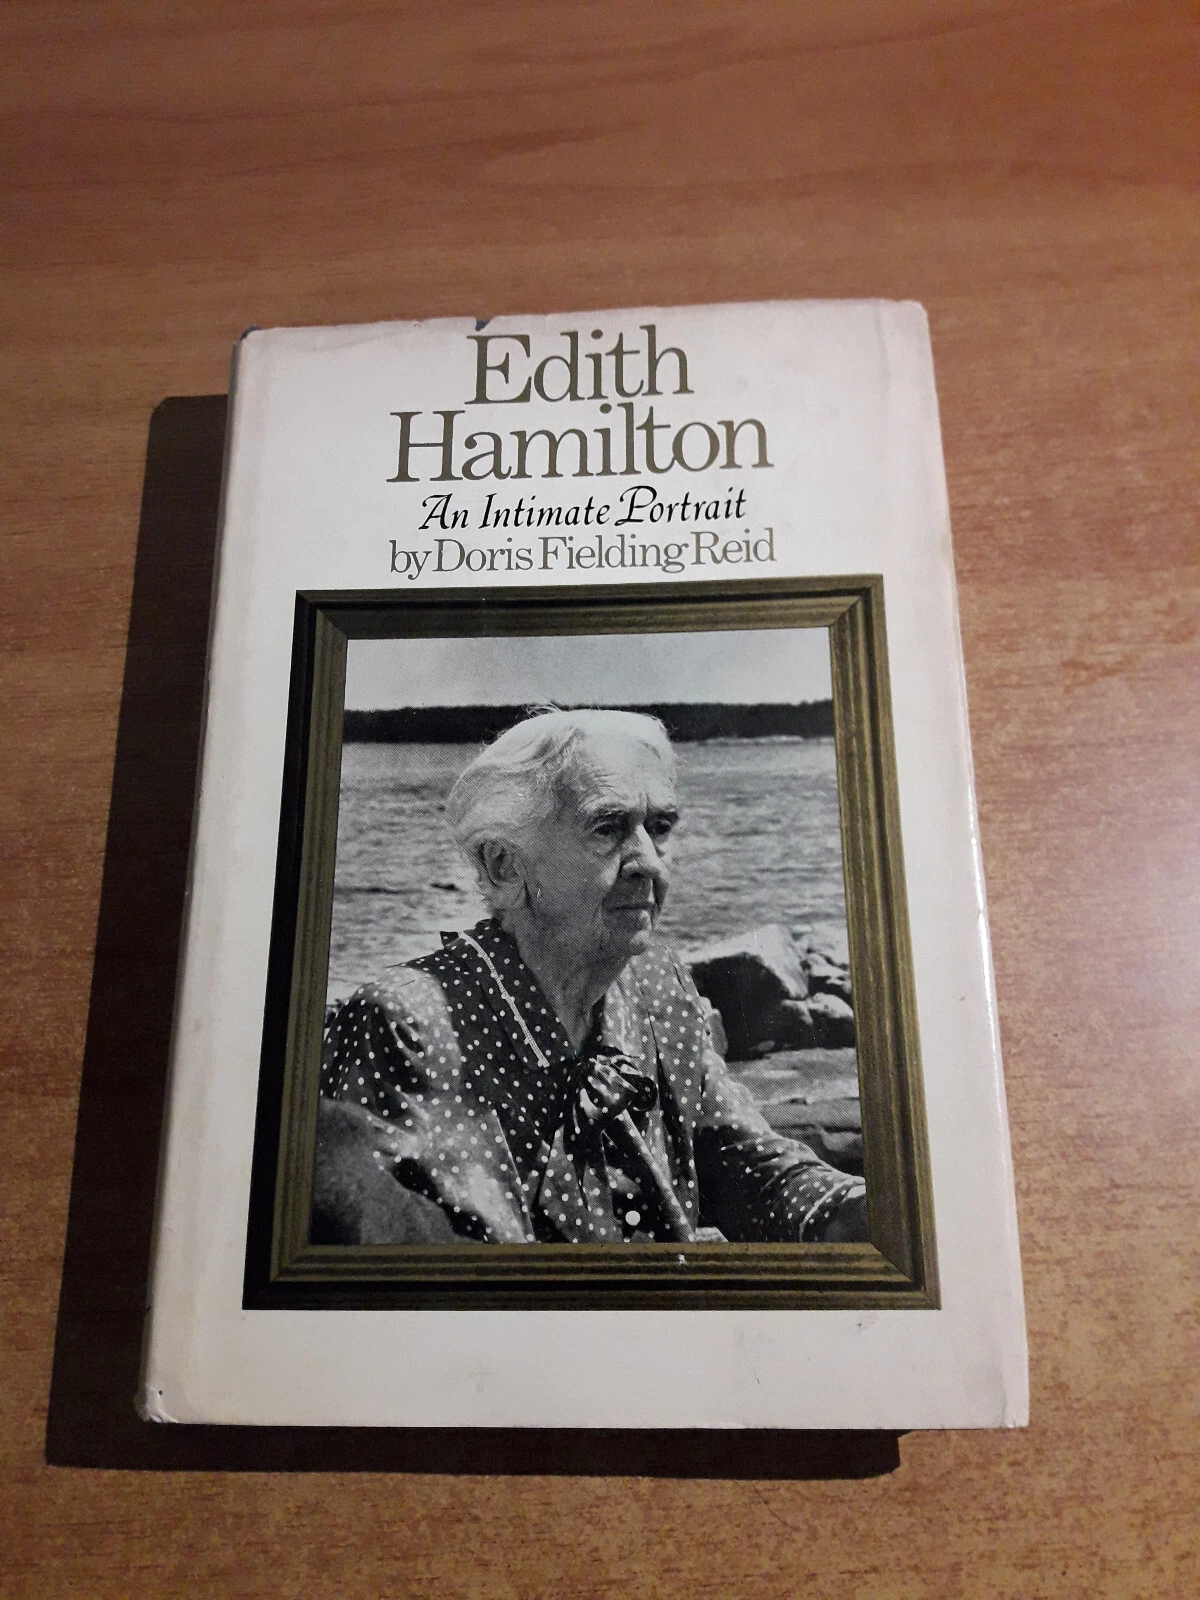 Edith
Hamilton
An Intimate Portrait
by Doris Fielding Reid